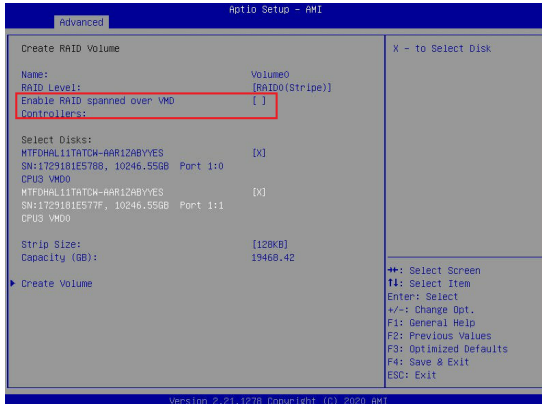 Aptio Setup - AMI
Advanced
Create RAID Volume
X - to Select Disk
Name: Volume0
RAID Level: [RAID0(Stripe)]
Enable RAID spanned over VMD [ ]
Controllers:
Select Disks:
MTFDHAL11TATCW-AAR1ZABYYES [X]
SN:1729181E5788, 10246.55GB Port 1:0
CPU3 VMD0
MTFDHAL11TATCW-AAR1ZABYYES [X]
SN:1729181E577F, 10246.55GB Port 1:1
CPU3 VMD0
Strip Size: [128KB]
Capacity (GB): 19468.42
Create Volume
→←: Select Screen
↑↓: Select Item
Enter: Select
+/-: Change Opt.
F1: General Help
F2: Previous Values
F3: Optimized Defaults
F4: Save & Exit
ESC: Exit
Version 2.21.1278 Copyright (C) 2020 AMI